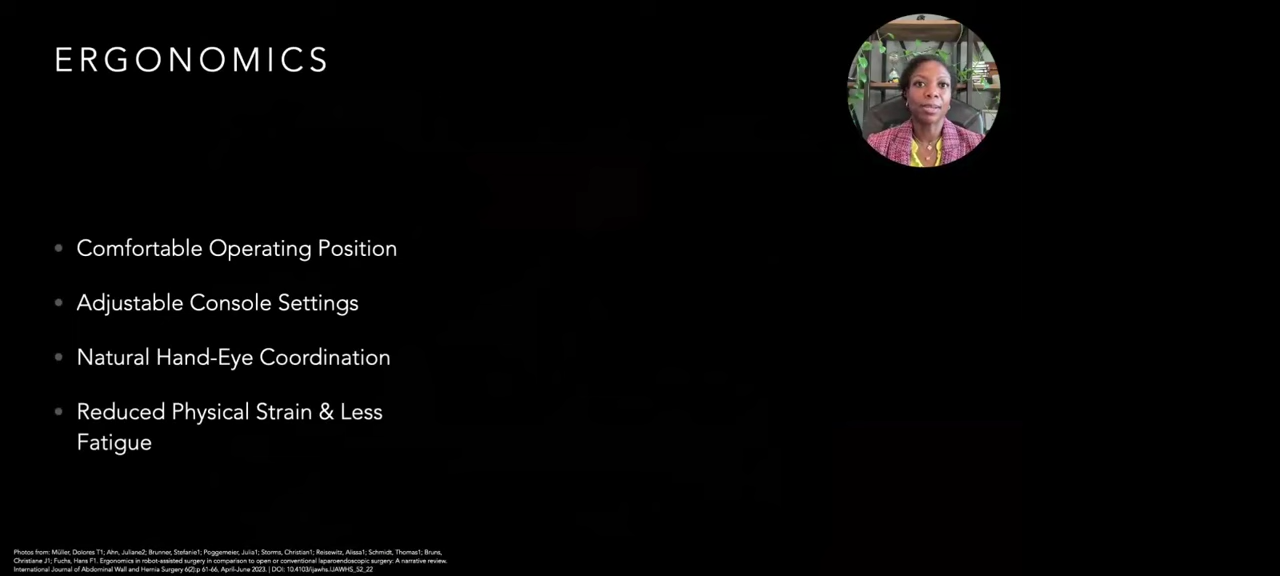 ERGONOMICS
Comfortable Operating Position
Adjustable Console Settings
Natural Hand-Eye Coordination
Reduced Physical Strain & Less
Fatigue
Photos from: Müller, Dolores T1; Ahn, Juliane2; Brunner, Stefanie1; Poggemeier, Julia1; Storms, Christian1; Reisewitz, Alissa1; Schmidt, Thomas1; Bruns,
Christiane J1; Fuchs, Hans F1. Ergonomics in robot-assisted surgery in comparison to open or conventional laparoendoscopic surgery: A narrative review.
International Journal of Abdominal Wall and Hernia Surgery 6(2):p 61-66, April-June 2023. | DOI: 10.4103/ijawhs.IJAWHS_52_22